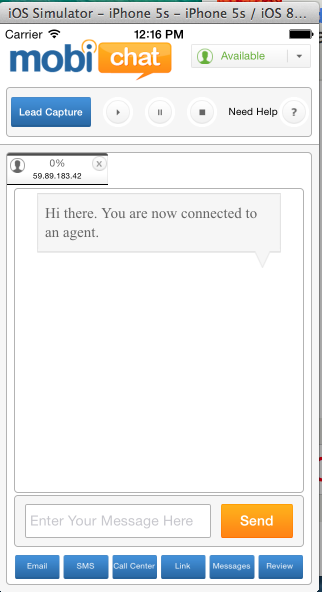 iOS Simulator - iPhone 5s - iPhone 5s / iOS 8...
Carrier 12:16 PM
mobi chat
Available
Lead Capture
Need Help ?
0% x
59.89.183.42
Hi there. You are now connected to
an agent.
Enter Your Message Here
Send
Email SMS Call Center Link Messages Review